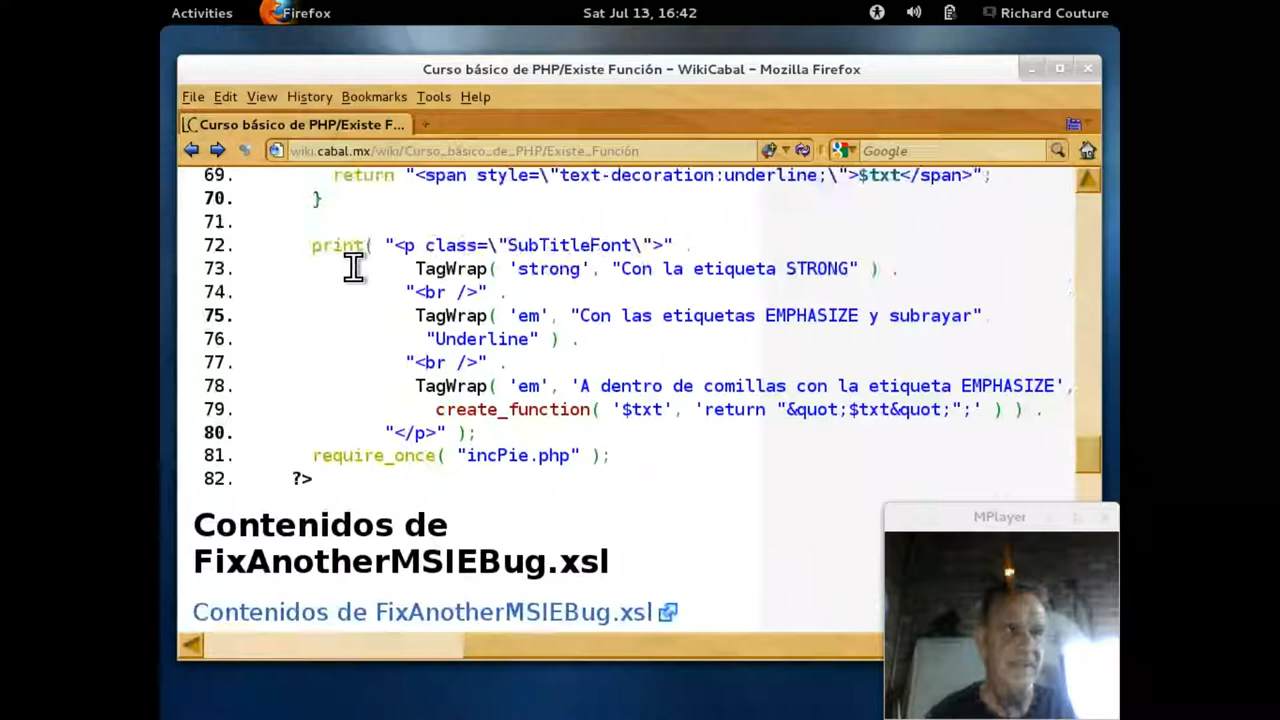 Activities Firefox Sat Jul 13, 16:42 Richard Couture
Curso básico de PHP/Existe Función – WikiCabal – Mozilla Firefox
File Edit View History Bookmarks Tools Help
Curso básico de PHP/Existe F...
wiki.cabal.mx/wiki/Curso_básico_de_PHP/Existe_Función Google
69. return "<span style=\"text-decoration:underline;\">$txt</span>";
70. }
71.
72. print( "<p class=\"SubTitleFont\">" .
73. TagWrap( 'strong', "Con la etiqueta STRONG" ) .
74. "<br />" .
75. TagWrap( 'em', "Con las etiquetas EMPHASIZE y subrayar"
76. "Underline" ) .
77. "<br />" .
78. TagWrap( 'em', 'A dentro de comillas con la etiqueta EMPHASIZE',
79. create_function( '$txt', 'return "&quot;$txt&quot;";' ) ) .
80. "</p>" );
81. require_once( "incPie.php" );
82. ?>
Contenidos de
FixAnotherMSIEBug.xsl
Contenidos de FixAnotherMSIEBug.xsl
MPlayer